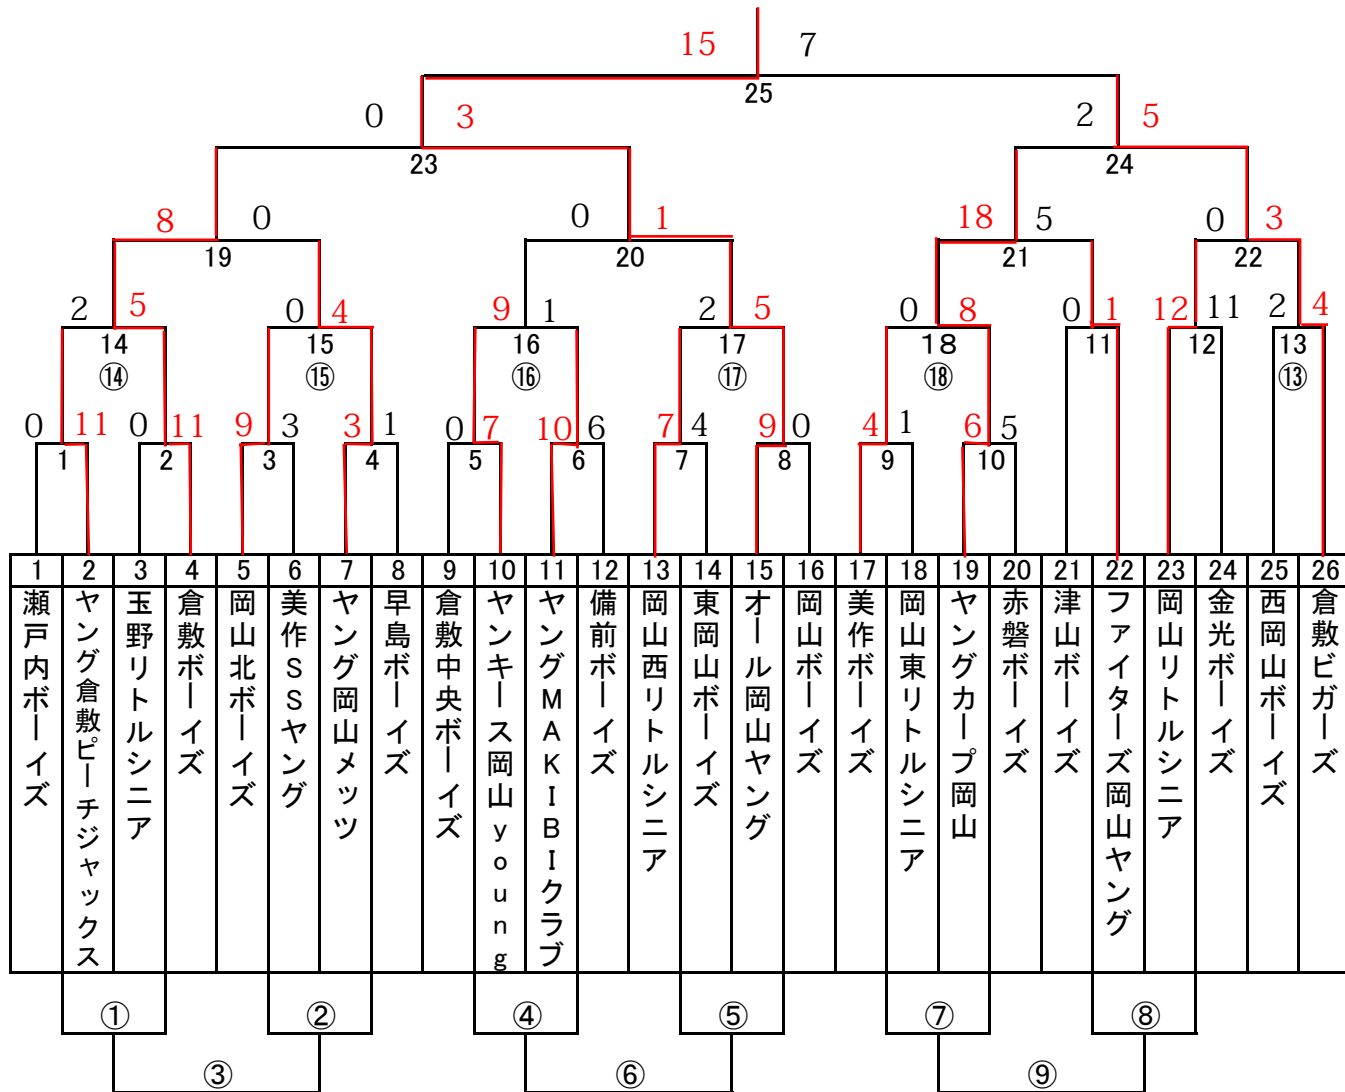 15 7
25
0 3 2 5
23 24
8 0 0 1 18 5 0 3
19 20 21 22
2 5 0 4 9 1 2 5 0 8 0 1 12 11 2 4
14 15 16 17 18 11 12 13
⑭ ⑮ ⑯ ⑰ ⑱ ⑬
0 11 0 11 9 3 3 1 0 7 10 6 7 4 9 0 4 1 6 5
1 2 3 4 5 6 7 8 9 10
1 2 3 4 5 6 7 8 9 10 11 12 13 14 15 16 17 18 19 20 21 22 23 24 25 26
瀬戸内ボーイズ
ヤング倉敷ピーチジャックス
玉野リトルシニア
倉敷ボーイズ
岡山北ボーイズ
美作SSヤング
ヤング岡山メッツ
早島ボーイズ
倉敷中央ボーイズ
ヤンキース岡山young
ヤングMAKIBIクラブ
備前ボーイズ
岡山西リトルシニア
東岡山ボーイズ
オール岡山ヤング
岡山ボーイズ
美作ボーイズ
岡山東リトルシニア
ヤングカープ岡山
赤磐ボーイズ
津山ボーイズ
ファイターズ岡山ヤング
岡山リトルシニア
金光ボーイズ
西岡山ボーイズ
倉敷ビガーズ
① ② ④ ⑤ ⑦ ⑧
③ ⑥ ⑨